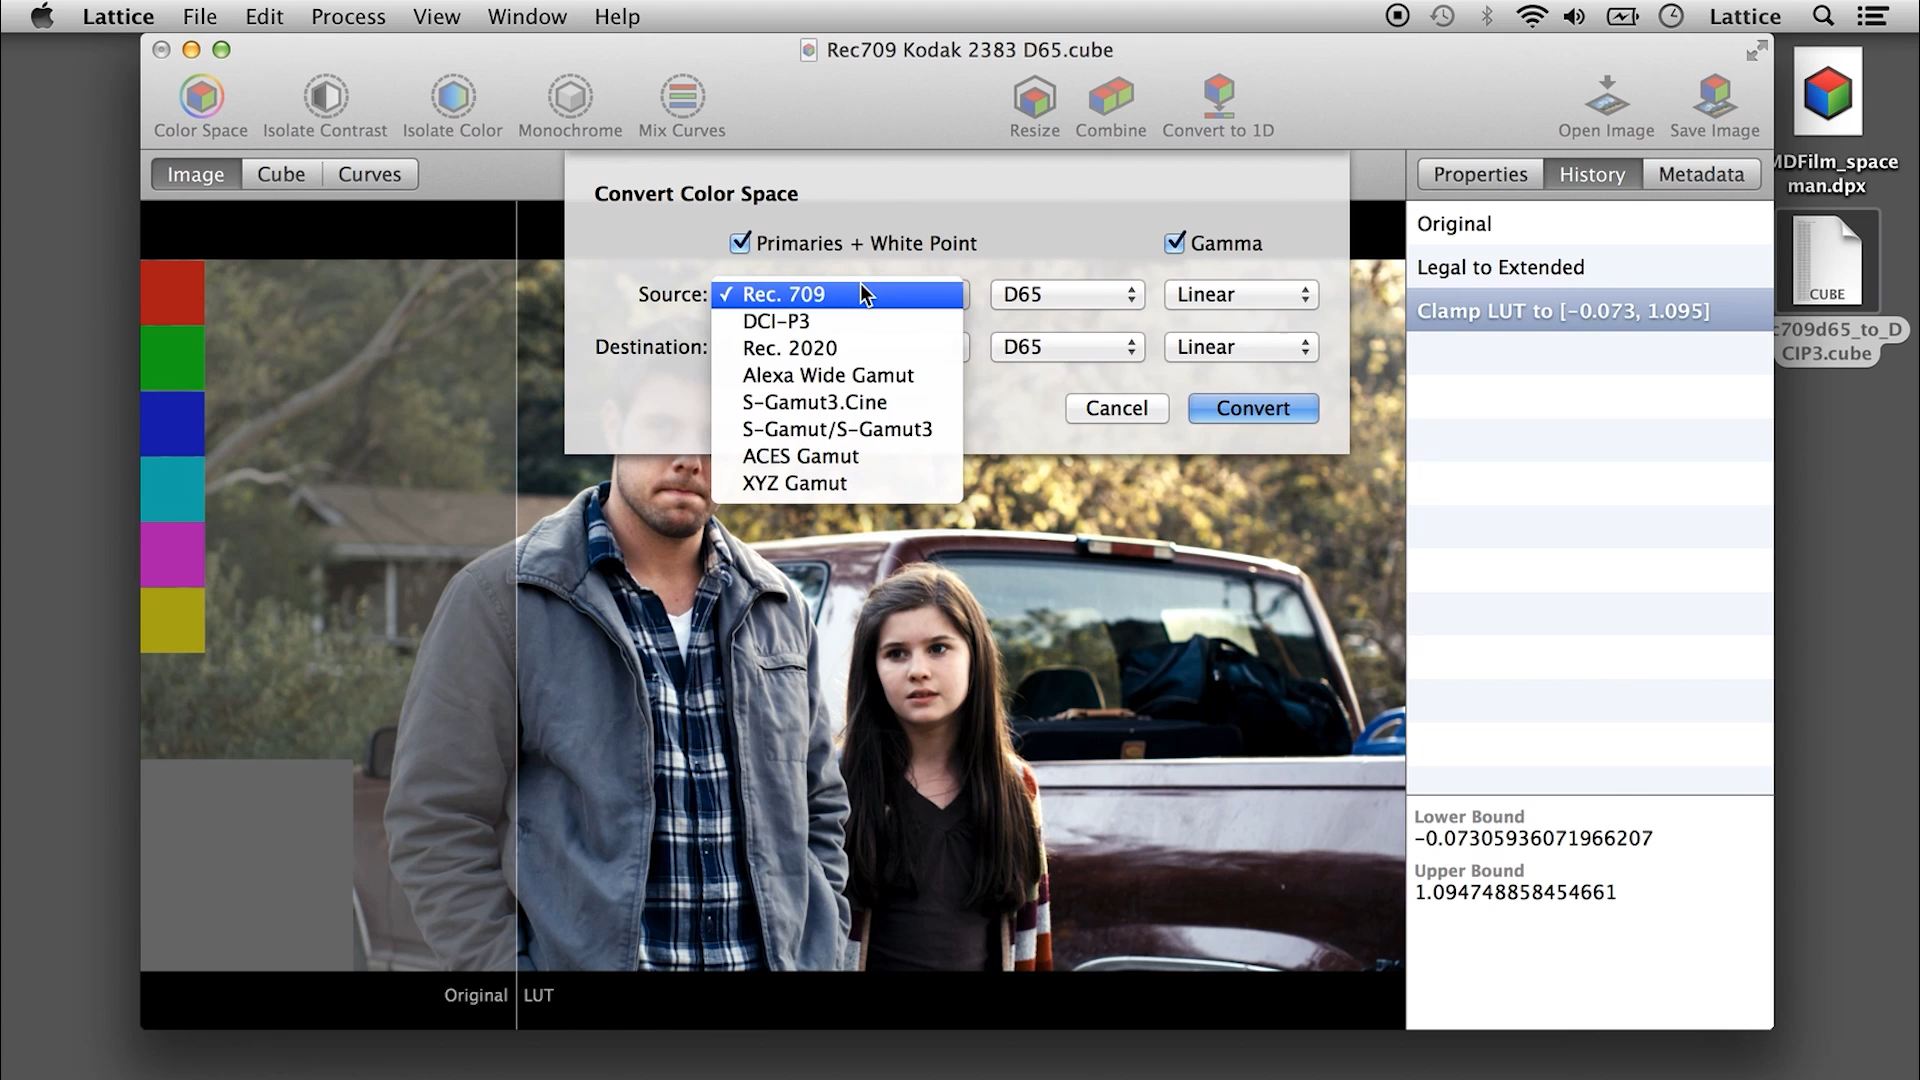 Lattice File Edit Process View Window Help Lattice
Rec709 Kodak 2383 D65.cube
Color Space Isolate Contrast Isolate Color Monochrome Mix Curves Resize Combine Convert to 1D Open Image Save Image
Image Cube Curves Properties History Metadata
Convert Color Space
Primaries + White Point Gamma
Source: ✓ Rec. 709 D65 Linear
DCI-P3
Destination: Rec. 2020 D65 Linear
Alexa Wide Gamut
S-Gamut3.Cine
S-Gamut/S-Gamut3
ACES Gamut
XYZ Gamut
Cancel Convert
Original
Legal to Extended
Clamp LUT to [-0.073, 1.095]
Lower Bound
-0.07305936071966207
Upper Bound
1.094748858454661
Original LUT
MDFilm_space
man.dpx
CUBE
c709d65_to_D
CIP3.cube